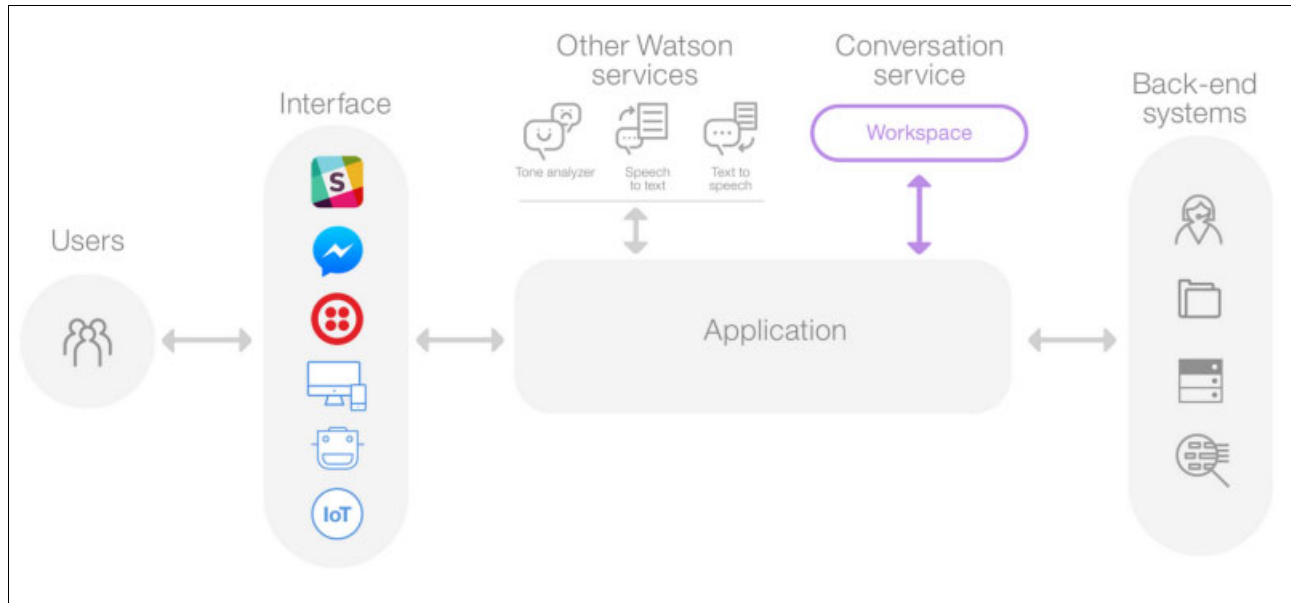 Other Watson
services
Conversation
service
Back-end
systems
Interface
Users
S
IoT
Tone analyzer
Speech
to text
Text to
speech
Workspace
Application